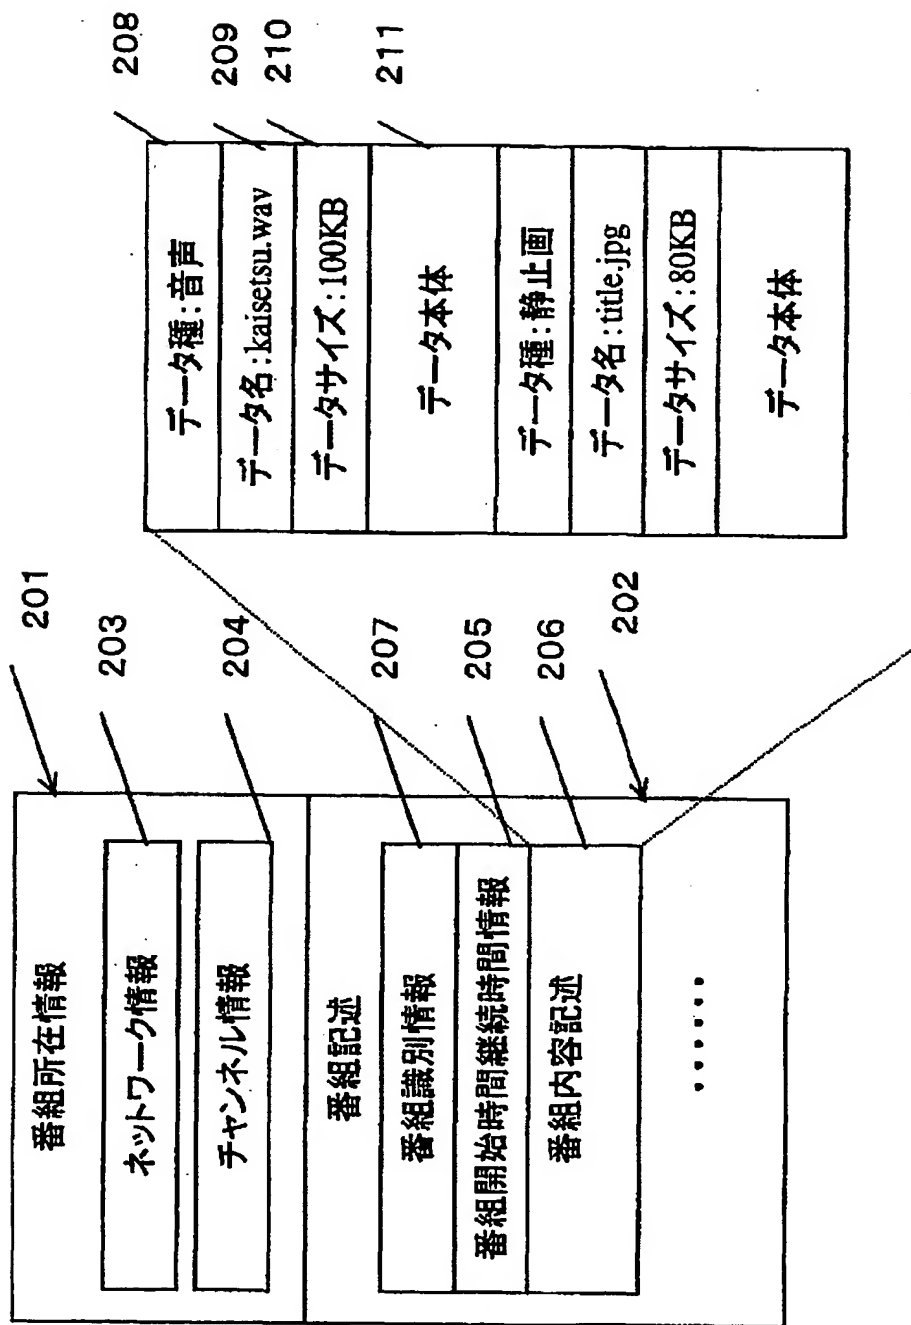 番組所在情報
ネットワーク情報
チャンネル情報
番組記述
番組識別情報
番組開始時間継続時間情報
番組内容記述
201
203
204
207
205
206
202
データ種:音声
データ名:kaisetsu.wav
データサイズ:100KB
データ本体
データ種:静止画
データ名:title.jpg
データサイズ:80KB
データ本体
208
209
210
211